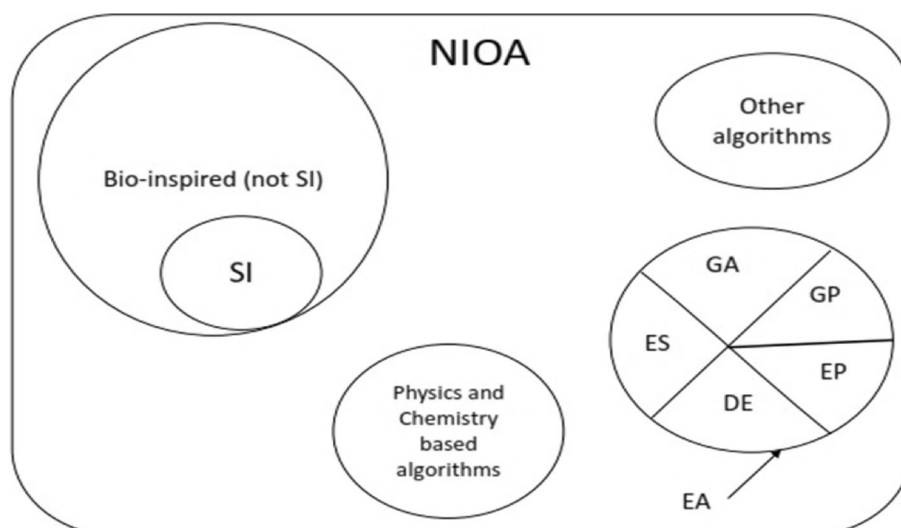 NIOA
Other
algorithms
Bio-inspired (not SI)
SI
GA
GP
ES
EP
DE
Physics and
Chemistry
based
algorithms
EA